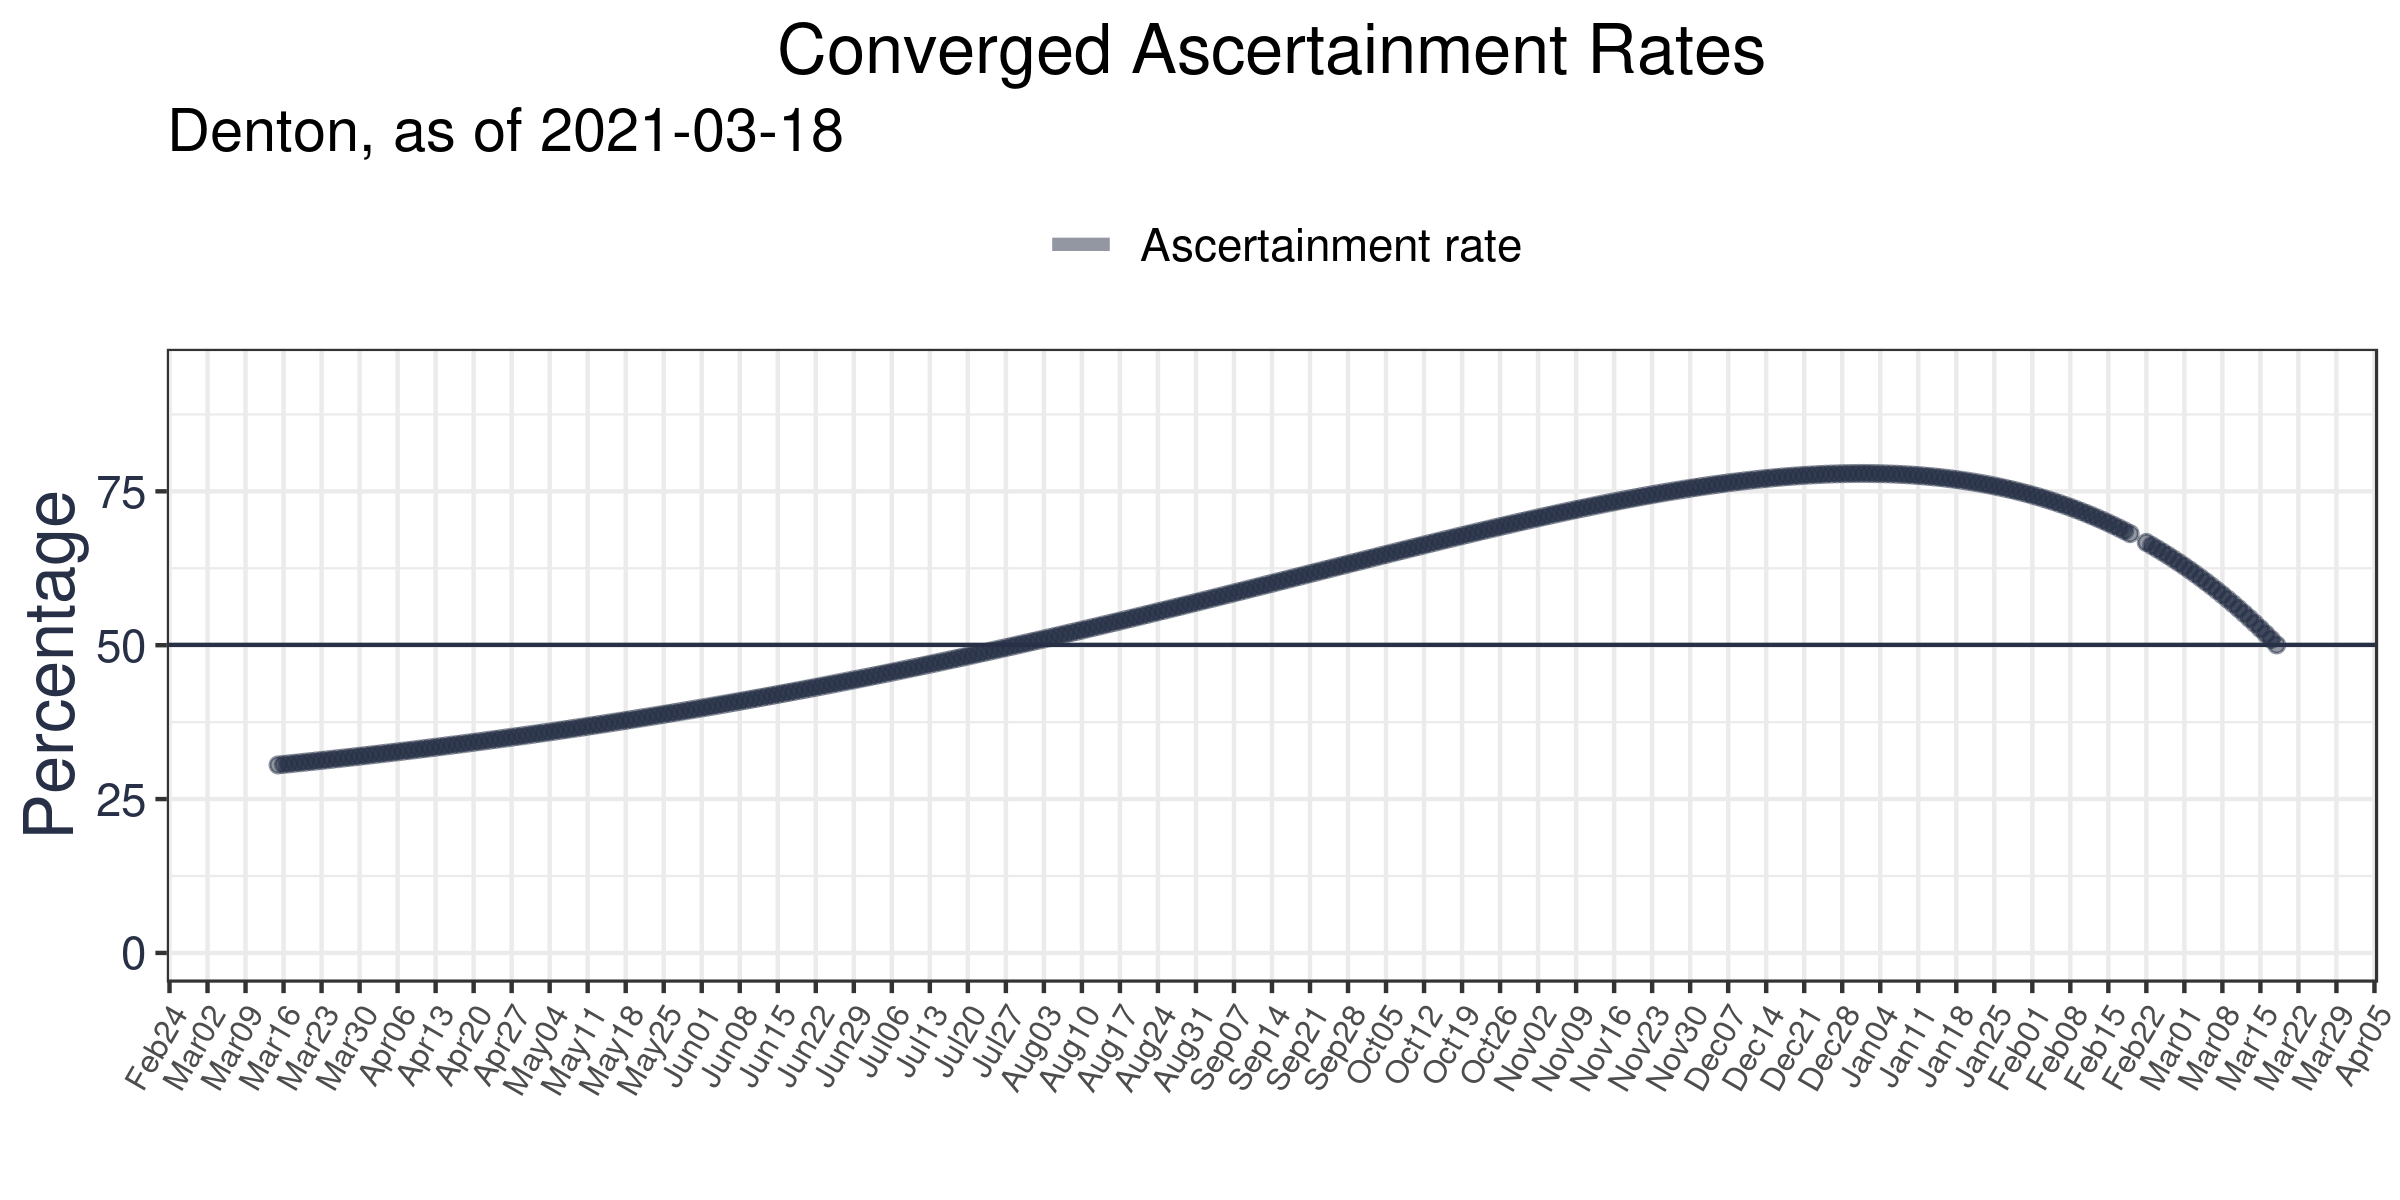 Converged Ascertainment Rates
Denton, as of 2021-03-18
Ascertainment rate
Percentage
75
50
25
0
Feb24
Mar02
Mar09
Mar16
Mar23
Mar30
Apr06
Apr13
Apr20
Apr27
May04
May11
May18
May25
Jun01
Jun08
Jun15
Jun22
Jun29
Jul06
Jul13
Jul20
Jul27
Aug03
Aug10
Aug17
Aug24
Aug31
Sep07
Sep14
Sep21
Sep28
Oct05
Oct12
Oct19
Oct26
Nov02
Nov09
Nov16
Nov23
Nov30
Dec07
Dec14
Dec21
Dec28
Jan04
Jan11
Jan18
Jan25
Feb01
Feb08
Feb15
Feb22
Mar01
Mar08
Mar15
Mar22
Mar29
Apr05